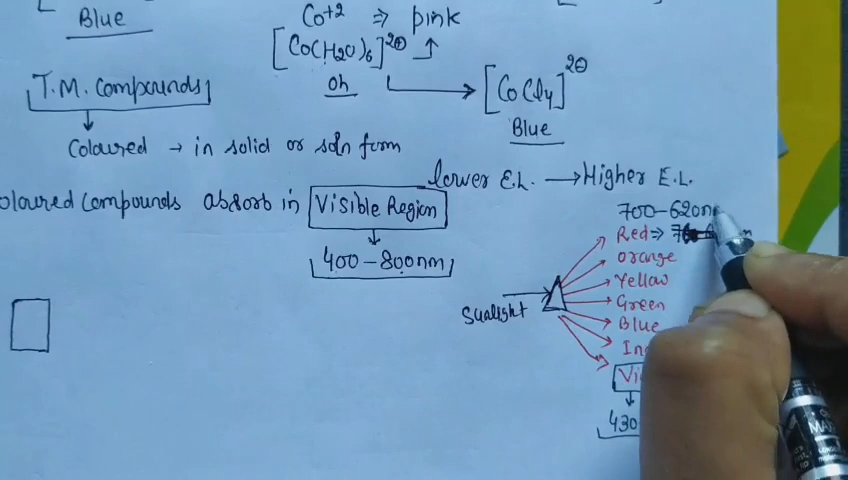 Blue
Co+2 ⇒ pink
[Co(H2O)6]2⊕
Oh
[CoCl4]2⊖
Blue
T.M. Compounds
Coloured → in solid or soln form
lower E.L. → Higher E.L.
oloured compounds absorb in Visible Region
400-800nm
700-620n
Red ⇒
orange
Yellow
Green
Blue
In
Vi
430
Sunlight